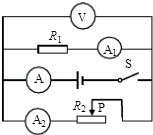 V
R₁ A₁
A S
A₂ R₂ P